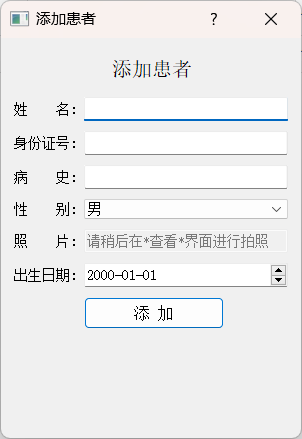 添加患者
?
添加患者
姓 名:
身份证号:
病 史:
性 别: 男
照 片: 请稍后在*查看*界面进行拍照
出生日期: 2000-01-01
添 加